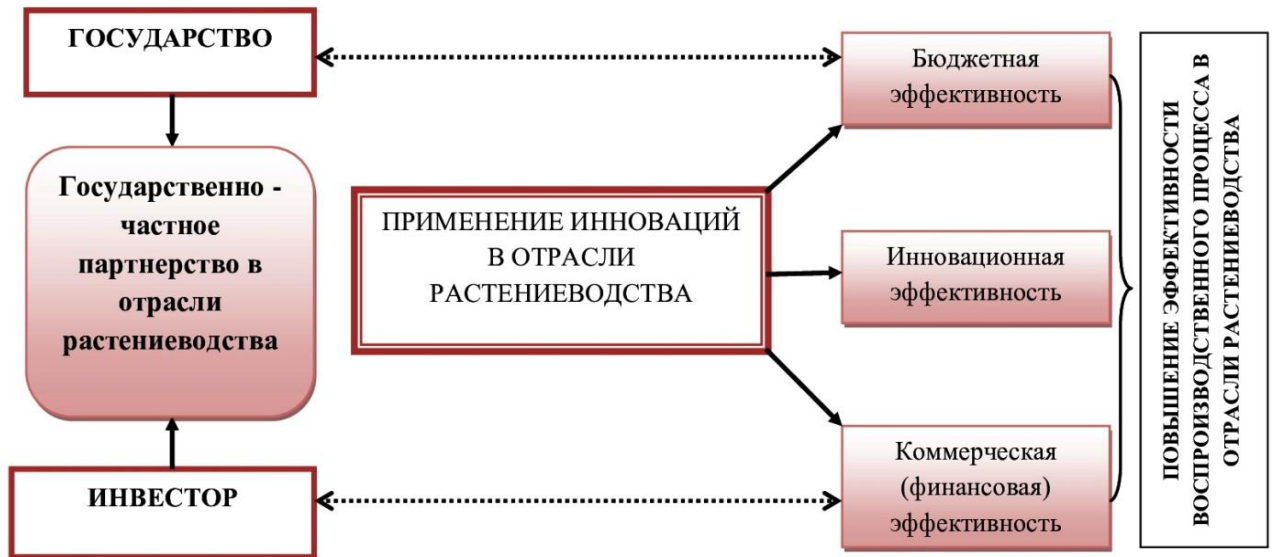 ГОСУДАРСТВО
Государственно -
частное
партнерство в
отрасли
растениеводства
ИНВЕСТОР
ПРИМЕНЕНИЕ ИННОВАЦИЙ
В ОТРАСЛИ
РАСТЕНИЕВОДСТВА
Бюджетная
эффективность
Инновационная
эффективность
Коммерческая
(финансовая)
эффективность
ПОВЫШЕНИЕ ЭФФЕКТИВНОСТИ
ВОСПРОИЗВОДСТВЕННОГО ПРОЦЕССА В
ОТРАСЛИ РАСТЕНИЕВОДСТВА